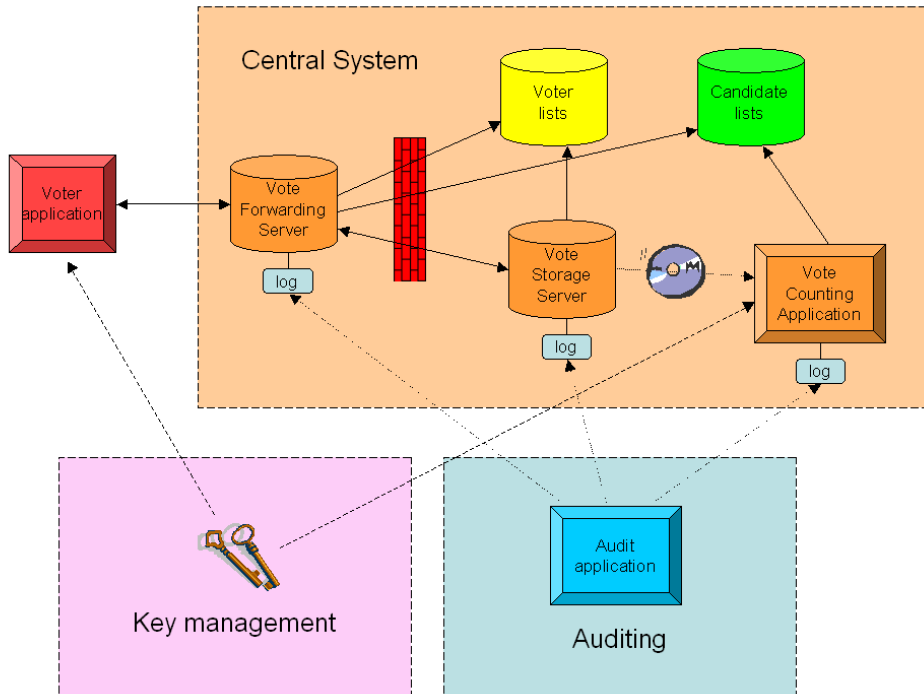 Central System
Voter
lists
Candidate
lists
Voter
application
Vote
Forwarding
Server
log
Vote
Storage
Server
log
Vote
Counting
Application
log
Key management
Audit
application
Auditing